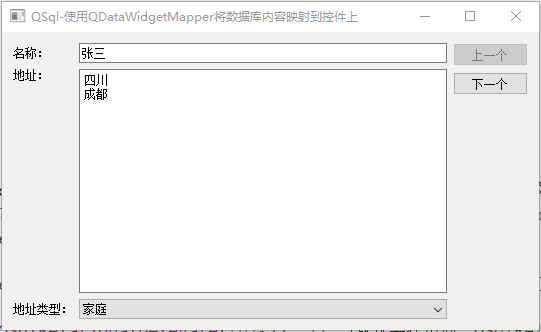 QSql-使用QDataWidgetMapper将数据库内容映射到控件上
名称： 张三 上一个
地址： 四川 下一个
成都
地址类型： 家庭